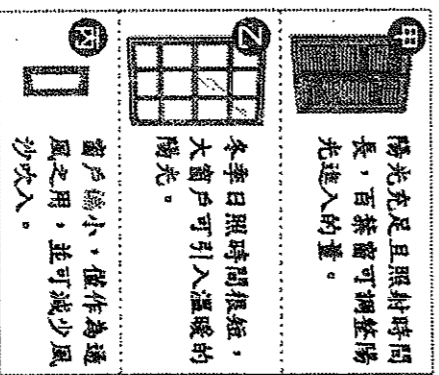 甲
陽光充足且照射時間
長，百葉窗可調整陽
光進入的量。
乙
冬季日照時間很短，
大窗戶可引入溫暖的
陽光。
丙
窗戶縮小，僅作為通
風之用，並可減少風
沙吹入。